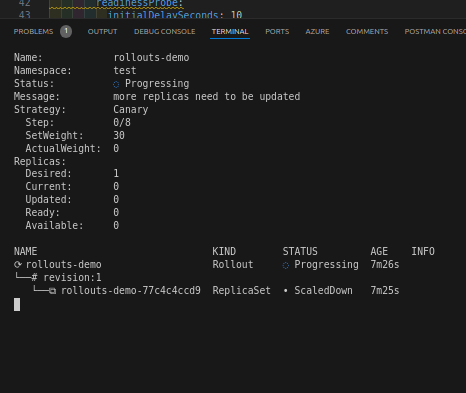 42 readinessProbe:
43 initialDelaySeconds: 10
PROBLEMS 1 OUTPUT DEBUG CONSOLE TERMINAL PORTS AZURE COMMENTS POSTMAN CONSO
Name: rollouts-demo
Namespace: test
Status: ◌ Progressing
Message: more replicas need to be updated
Strategy: Canary
Step: 0/8
SetWeight: 30
ActualWeight: 0
Replicas:
Desired: 1
Current: 0
Updated: 0
Ready: 0
Available: 0
NAME KIND STATUS AGE INFO
⟳ rollouts-demo Rollout ◌ Progressing 7m26s
└──# revision:1
└──⧉ rollouts-demo-77c4c4ccd9 ReplicaSet • ScaledDown 7m25s